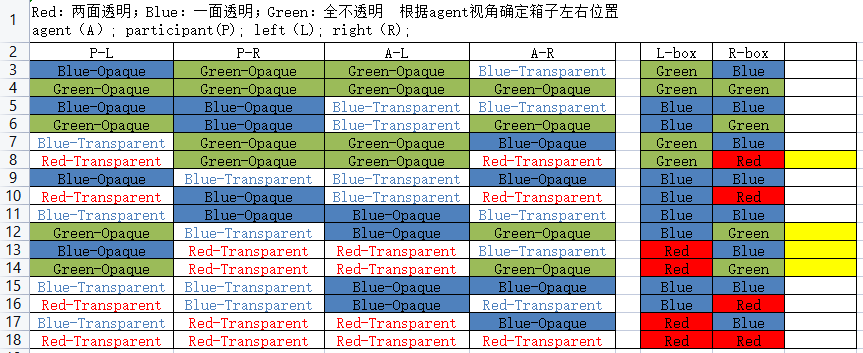 1 Red: 两面透明；Blue: 一面透明；Green: 全不透明 根据agent视角确定箱子左右位置
agent（A）; participant(P); left（L); right（R);
2 P-L P-R A-L A-R L-box R-box
3 Blue-Opaque Green-Opaque Green-Opaque Blue-Transparent Green Blue
4 Green-Opaque Green-Opaque Green-Opaque Green-Opaque Green Green
5 Blue-Opaque Blue-Opaque Blue-Transparent Blue-Transparent Blue Blue
6 Green-Opaque Blue-Opaque Blue-Transparent Green-Opaque Blue Green
7 Blue-Transparent Green-Opaque Green-Opaque Blue-Opaque Green Blue
8 Red-Transparent Green-Opaque Green-Opaque Red-Transparent Green Red
9 Blue-Opaque Blue-Transparent Blue-Opaque Blue-Transparent Blue Blue
10 Red-Transparent Blue-Opaque Blue-Transparent Red-Transparent Blue Red
11 Blue-Transparent Blue-Opaque Blue-Opaque Blue-Transparent Blue Blue
12 Green-Opaque Blue-Transparent Blue-Opaque Green-Opaque Blue Green
13 Blue-Opaque Red-Transparent Red-Transparent Blue-Transparent Red Blue
14 Green-Opaque Red-Transparent Red-Transparent Green-Opaque Red Green
15 Blue-Transparent Blue-Transparent Blue-Opaque Blue-Opaque Blue Blue
16 Red-Transparent Blue-Transparent Blue-Opaque Red-Transparent Blue Red
17 Blue-Transparent Red-Transparent Red-Transparent Blue-Opaque Red Blue
18 Red-Transparent Red-Transparent Red-Transparent Red-Transparent Red Red